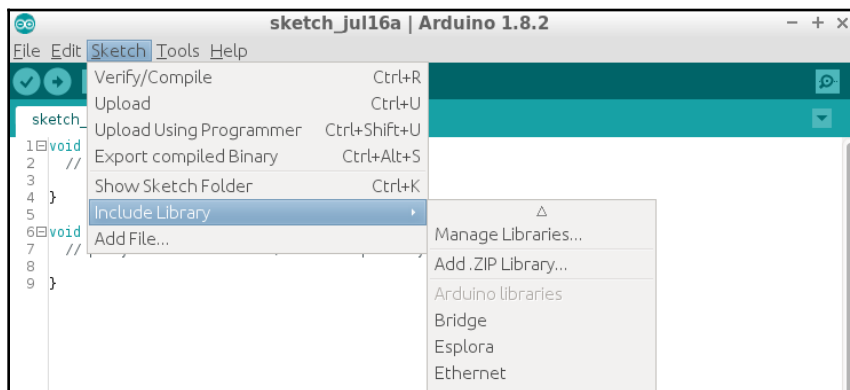 sketch_jul16a | Arduino 1.8.2
File Edit Sketch Tools Help
Verify/Compile Ctrl+R
Upload Ctrl+U
sketch_
Upload Using Programmer Ctrl+Shift+U
1 void
Export compiled Binary Ctrl+Alt+S
2 //
3
Show Sketch Folder Ctrl+K
4 }
Include Library
5
6 void
Add File...
Manage Libraries...
7 //
8
Add .ZIP Library...
9 }
Arduino libraries
Bridge
Esplora
Ethernet